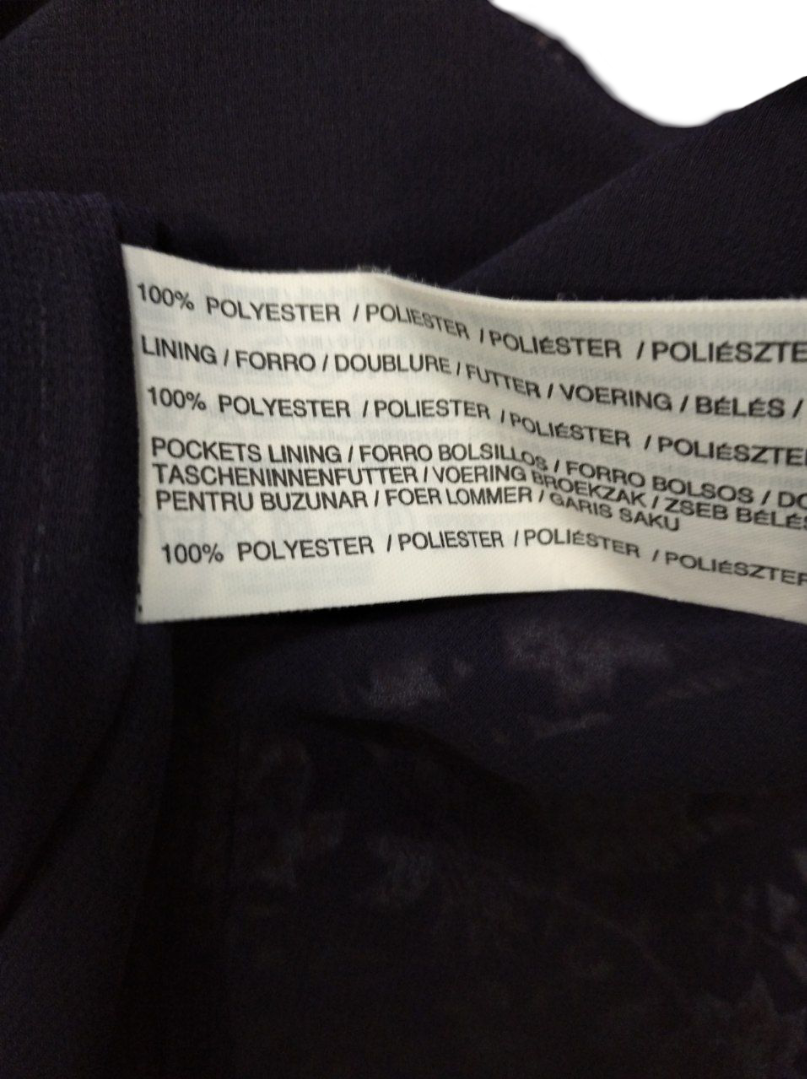 100% POLYESTER / POLIESTER / POLIÉSTER / POLIÉSZTE
LINING / FORRO / DOUBLURE / FUTTER / VOERING / BÉLÉS /
100% POLYESTER / POLIESTER / POLIÉSTER / POLIÉSZTE
POCKETS LINING / FORRO BOLSILLOS / FORRO BOLSOS / DO
TASCHENINNENFUTTER / VOERING BROEKZAK / ZSEB BÉLÉS
PENTRU BUZUNAR / FOER LOMMER / GARIS SAKU
100% POLYESTER / POLIESTER / POLIÉSTER / POLIÉSZTER